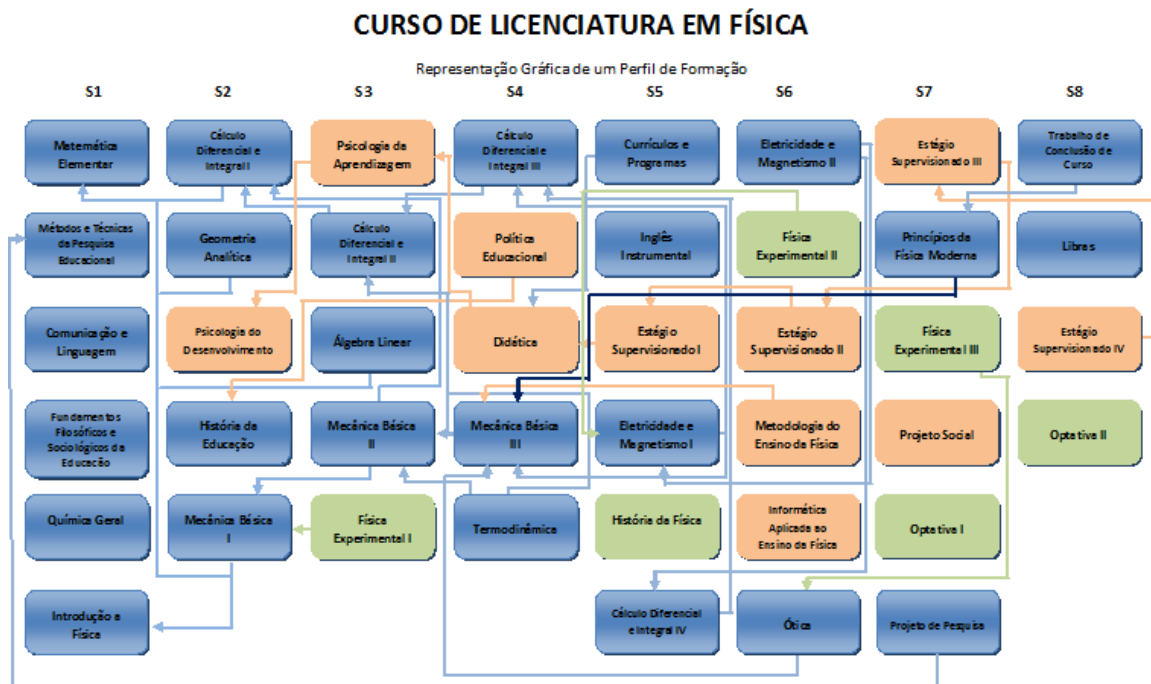 CURSO DE LICENCIATURA EM FÍSICA
Representação Gráfica de um Perfil de Formação
S1
S2
S3
S4
S5
S6
S7
S8
Matemática
Elementar
Cálculo
Diferencial e
Integral I
Psicologia da
Aprendizagem
Cálculo
Diferencial e
Integral III
Currículos e
Programas
Eletricidade e
Magnetismo II
Estágio
Supervisionado III
Trabalho de
Conclusão de
Curso
Métodos e Técnicas
da Pesquisa
Educacional
Geometria
Analítica
Cálculo
Diferencial e
Integral II
Política
Educacional
Inglês
Instrumental
Física
Experimental II
Princípios da
Física Moderna
Libras
Comunicação e
Linguagem
Psicologia do
Desenvolvimento
Álgebra Linear
Didática
Estágio
Supervisionado I
Estágio
Supervisionado II
Física
Experimental III
Estágio
Supervisionado IV
Fundamentos
Filosóficos e
Sociológicos da
Educação
História da
Educação
Mecânica Básica
II
Mecânica Básica
III
Eletricidade e
Magnetismo I
Metodologia do
Ensino da Física
Projeto Social
Optativa II
Química Geral
Mecânica Básica
I
Física
Experimental I
Termodinâmica
História da Física
Informática
Aplicada ao
Ensino da Física
Optativa I
Introdução a
Física
Cálculo Diferencial
e Integral IV
Ótica
Projeto de Pesquisa